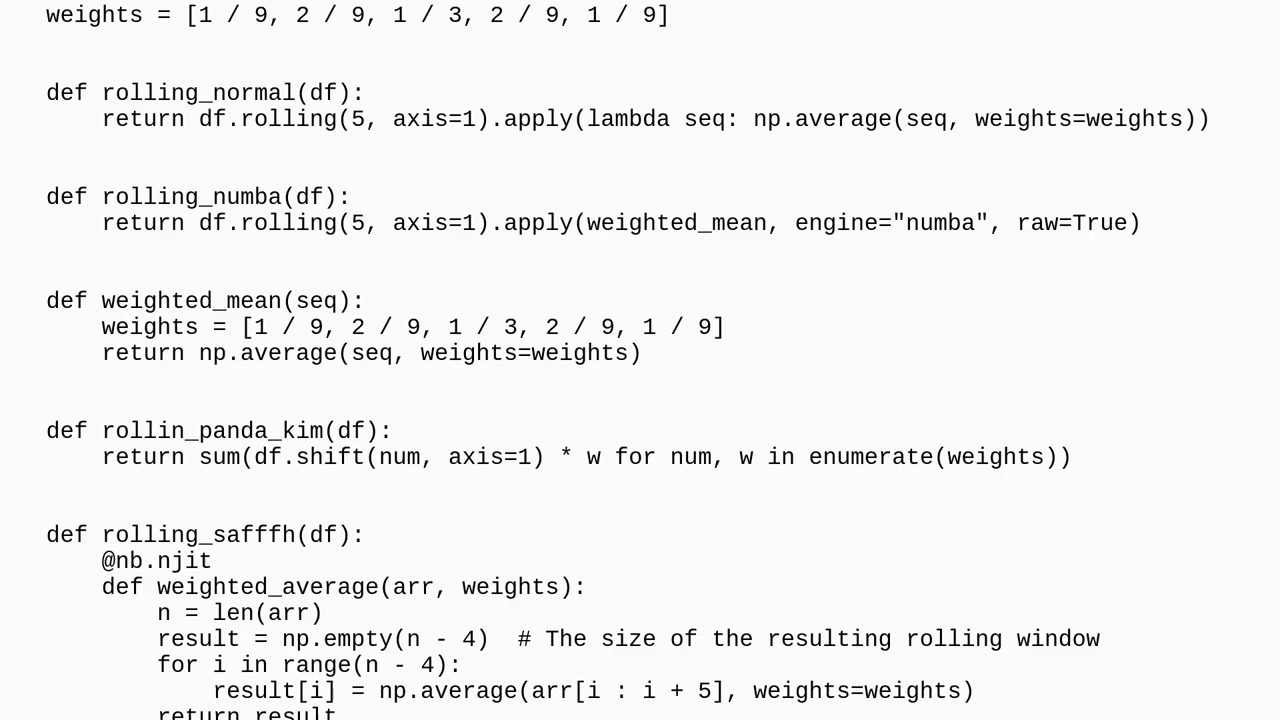 weights = [1 / 9, 2 / 9, 1 / 3, 2 / 9, 1 / 9]
def rolling_normal(df):
    return df.rolling(5, axis=1).apply(lambda seq: np.average(seq, weights=weights))
def rolling_numba(df):
    return df.rolling(5, axis=1).apply(weighted_mean, engine="numba", raw=True)
def weighted_mean(seq):
    weights = [1 / 9, 2 / 9, 1 / 3, 2 / 9, 1 / 9]
    return np.average(seq, weights=weights)
def rollin_panda_kim(df):
    return sum(df.shift(num, axis=1) * w for num, w in enumerate(weights))
def rolling_safffh(df):
    @nb.njit
    def weighted_average(arr, weights):
        n = len(arr)
        result = np.empty(n - 4)  # The size of the resulting rolling window
        for i in range(n - 4):
            result[i] = np.average(arr[i : i + 5], weights=weights)
        return result